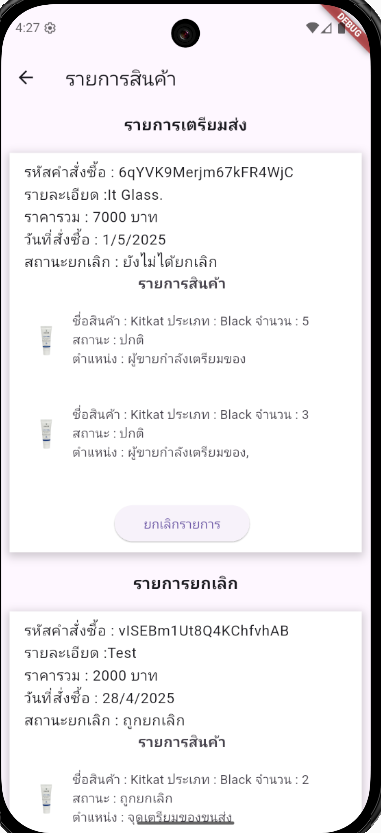 4:27
DEBUG
รายการสินค้า
รายการเตรียมส่ง
รหัสคำสั่งซื้อ : 6qYVK9Merjm67kFR4WjC
รายละเอียด :It Glass.
ราคารวม : 7000 บาท
วันที่สั่งซื้อ : 1/5/2025
สถานะยกเลิก : ยังไม่ได้ยกเลิก
รายการสินค้า
ชื่อสินค้า : Kitkat ประเภท : Black จำนวน : 5
สถานะ : ปกติ
ตำแหน่ง : ผู้ขายกำลังเตรียมของ
ชื่อสินค้า : Kitkat ประเภท : Black จำนวน : 3
สถานะ : ปกติ
ตำแหน่ง : ผู้ขายกำลังเตรียมของ,
ยกเลิกรายการ
รายการยกเลิก
รหัสคำสั่งซื้อ : vISEBm1Ut8Q4KChfvhAB
รายละเอียด :Test
ราคารวม : 2000 บาท
วันที่สั่งซื้อ : 28/4/2025
สถานะยกเลิก : ถูกยกเลิก
รายการสินค้า
ชื่อสินค้า : Kitkat ประเภท : Black จำนวน : 2
สถานะ : ถูกยกเลิก
ตำแหน่ง : จุดเตรียมของขนส่ง